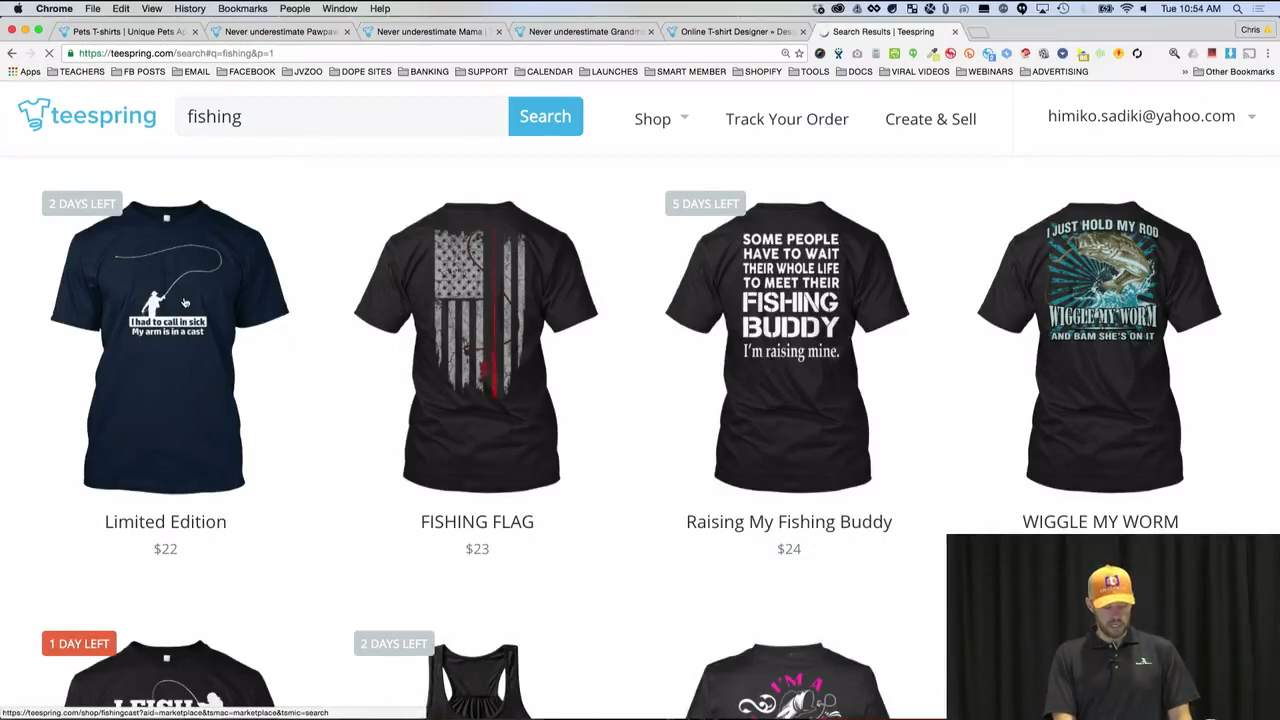 Chrome File Edit View History Bookmarks People Window Help
Tue 10:54 AM
Pets T-shirts | Unique Pets Ap
Never underestimate Pawpaw
Never underestimate Mama
Never underestimate Grandm
Online T-shirt Designer » Des
Search Results | Teespring
Chris
https://teespring.com/search#q=fishing&p=1
Apps TEACHERS FB POSTS EMAIL FACEBOOK JVZOO DOPE SITES BANKING SUPPORT CALENDAR LAUNCHES SMART MEMBER SHOPIFY TOOLS DOCS VIRAL VIDEOS WEBINARS ADVERTISING » Other Bookmarks
teespring
fishing
Search
Shop
Track Your Order
Create & Sell
himiko.sadiki@yahoo.com
2 DAYS LEFT
I had to call in sick
My arm is in a cast
5 DAYS LEFT
SOME PEOPLE
HAVE TO WAIT
THEIR WHOLE LIFE
TO MEET THEIR
FISHING
BUDDY
I'm raising mine.
I JUST HOLD MY ROD
WIGGLE MY WORM
AND BAM SHE'S ON IT
Limited Edition
$22
FISHING FLAG
$23
Raising My Fishing Buddy
$24
WIGGLE MY WORM
1 DAY LEFT
2 DAYS LEFT
I'M A
https://teespring.com/shop/fishingcast?aid=marketplace&tsmac=marketplace&tsmic=search